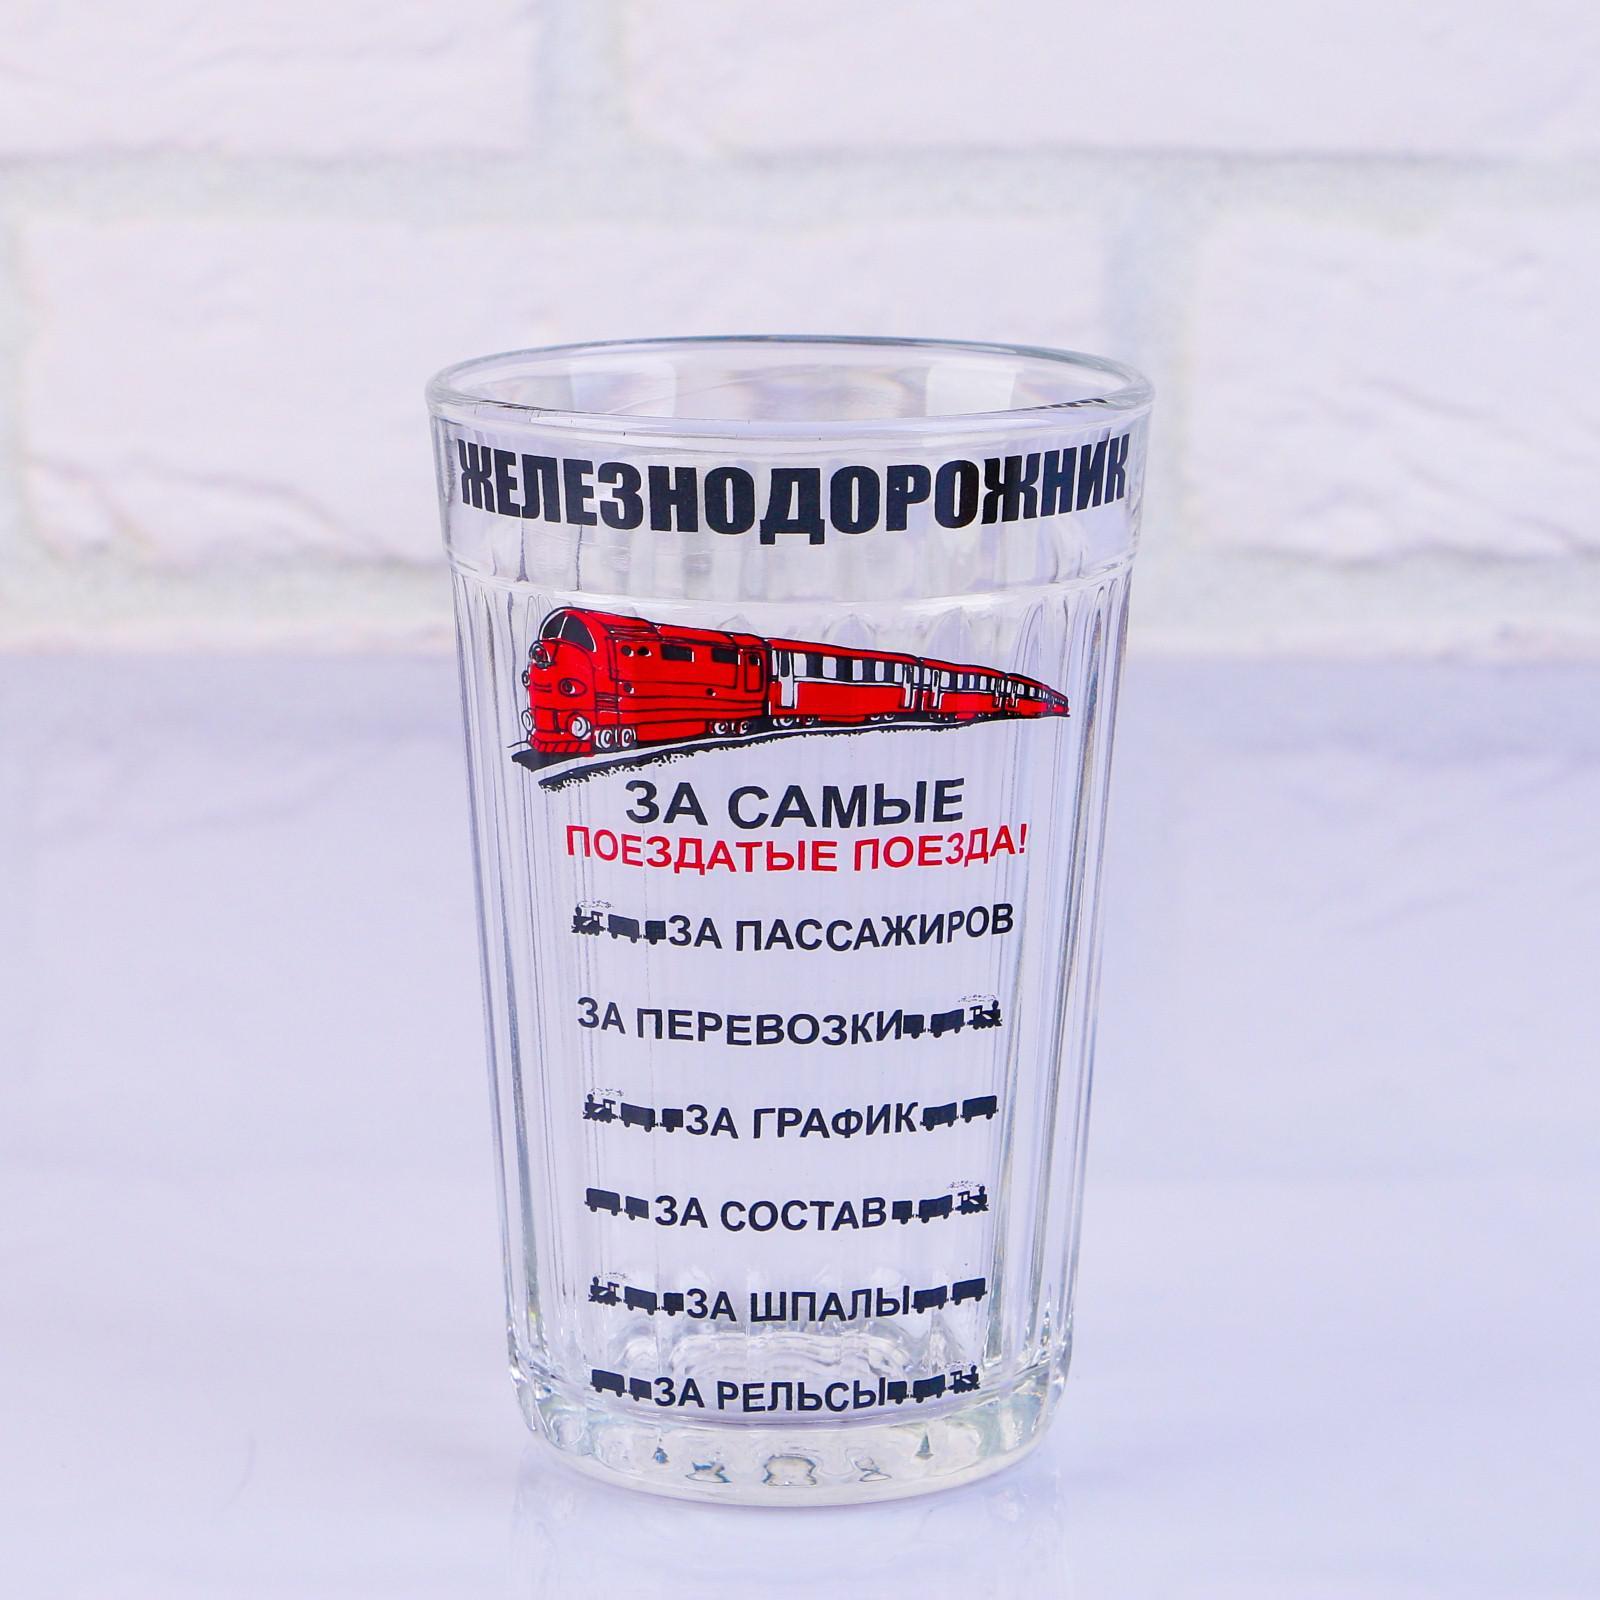 ЖЕЛЕЗНОДОРОЖНИК
ЗА САМЫЕ
ПОЕЗДАТЫЕ ПОЕЗДА!
ЗА ПАССАЖИРОВ
ЗА ПЕРЕВОЗКИ
ЗА ГРАФИК
ЗА СОСТАВ
ЗА ШПАЛЫ
ЗА РЕЛЬСЫ